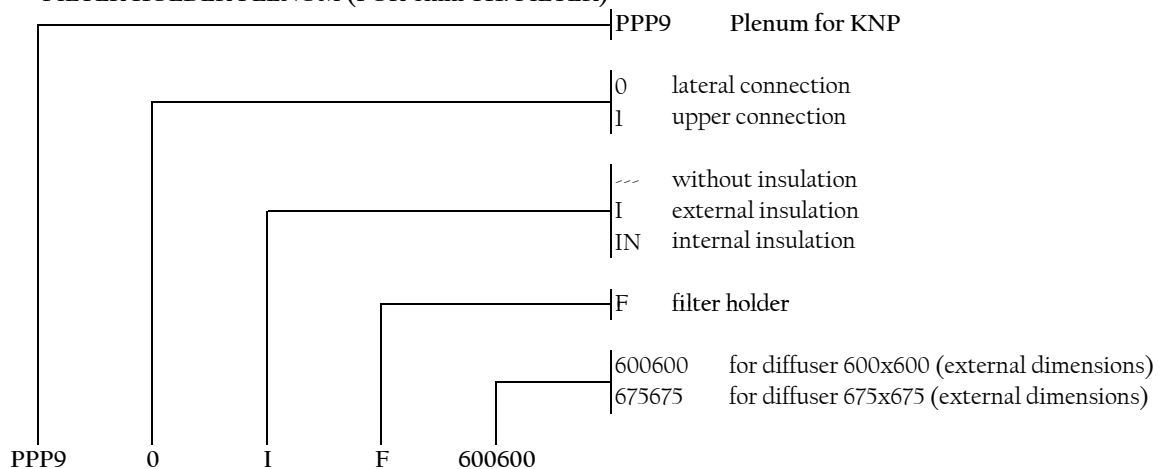 PPP9 Plenum for KNP
0 lateral connection
1 upper connection
--- without insulation
I external insulation
IN internal insulation
F filter holder
600600 for diffuser 600x600 (external dimensions)
675675 for diffuser 675x675 (external dimensions)
PPP9 0 I F 600600